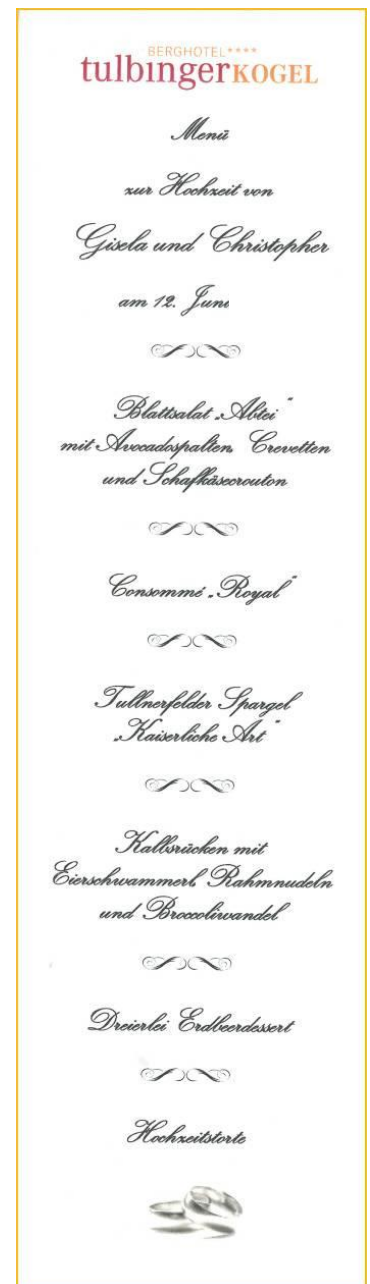 BERGHOTEL****
tulbingerKOGEL
Menü
zur Hochzeit von
Gisela und Christopher
am 12. Juni
Blattsalat „Abtei“
mit Avocadospalten, Crevetten
und Schafkäsecrouton
Consommé „Royal“
Tullnerfelder Spargel
„Kaiserliche Art“
Kalbsrücken mit
Eierschwammerl, Rahmnudeln
und Broccoliwandel
Dreierlei Erdbeerdessert
Hochzeitstorte